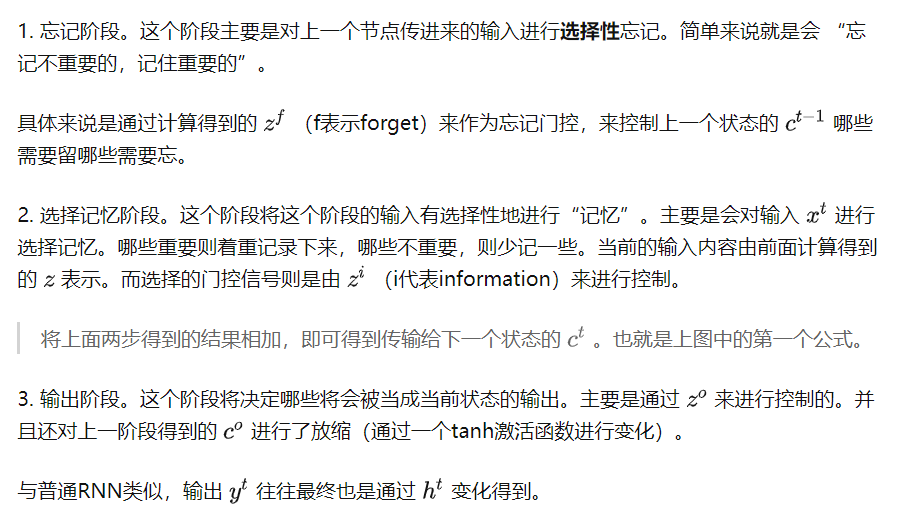 1. 忘记阶段。这个阶段主要是对上一个节点传进来的输入进行选择性忘记。简单来说就是会 “忘
记不重要的，记住重要的”。
具体来说是通过计算得到的 z^f （f表示forget）来作为忘记门控，来控制上一个状态的 c^{t-1} 哪些
需要留哪些需要忘。
2. 选择记忆阶段。这个阶段将这个阶段的输入有选择性地进行“记忆”。主要是会对输入 x^t 进行
选择记忆。哪些重要则着重记录下来，哪些不重要，则少记一些。当前的输入内容由前面计算得到
的 z 表示。而选择的门控信号则是由 z^i （i代表information）来进行控制。
将上面两步得到的结果相加，即可得到传输给下一个状态的 c^t 。也就是上图中的第一个公式。
3. 输出阶段。这个阶段将决定哪些将会被当成当前状态的输出。主要是通过 z^o 来进行控制的。并
且还对上一阶段得到的 c^o 进行了放缩（通过一个tanh激活函数进行变化）。
与普通RNN类似，输出 y^t 往往最终也是通过 h^t 变化得到。